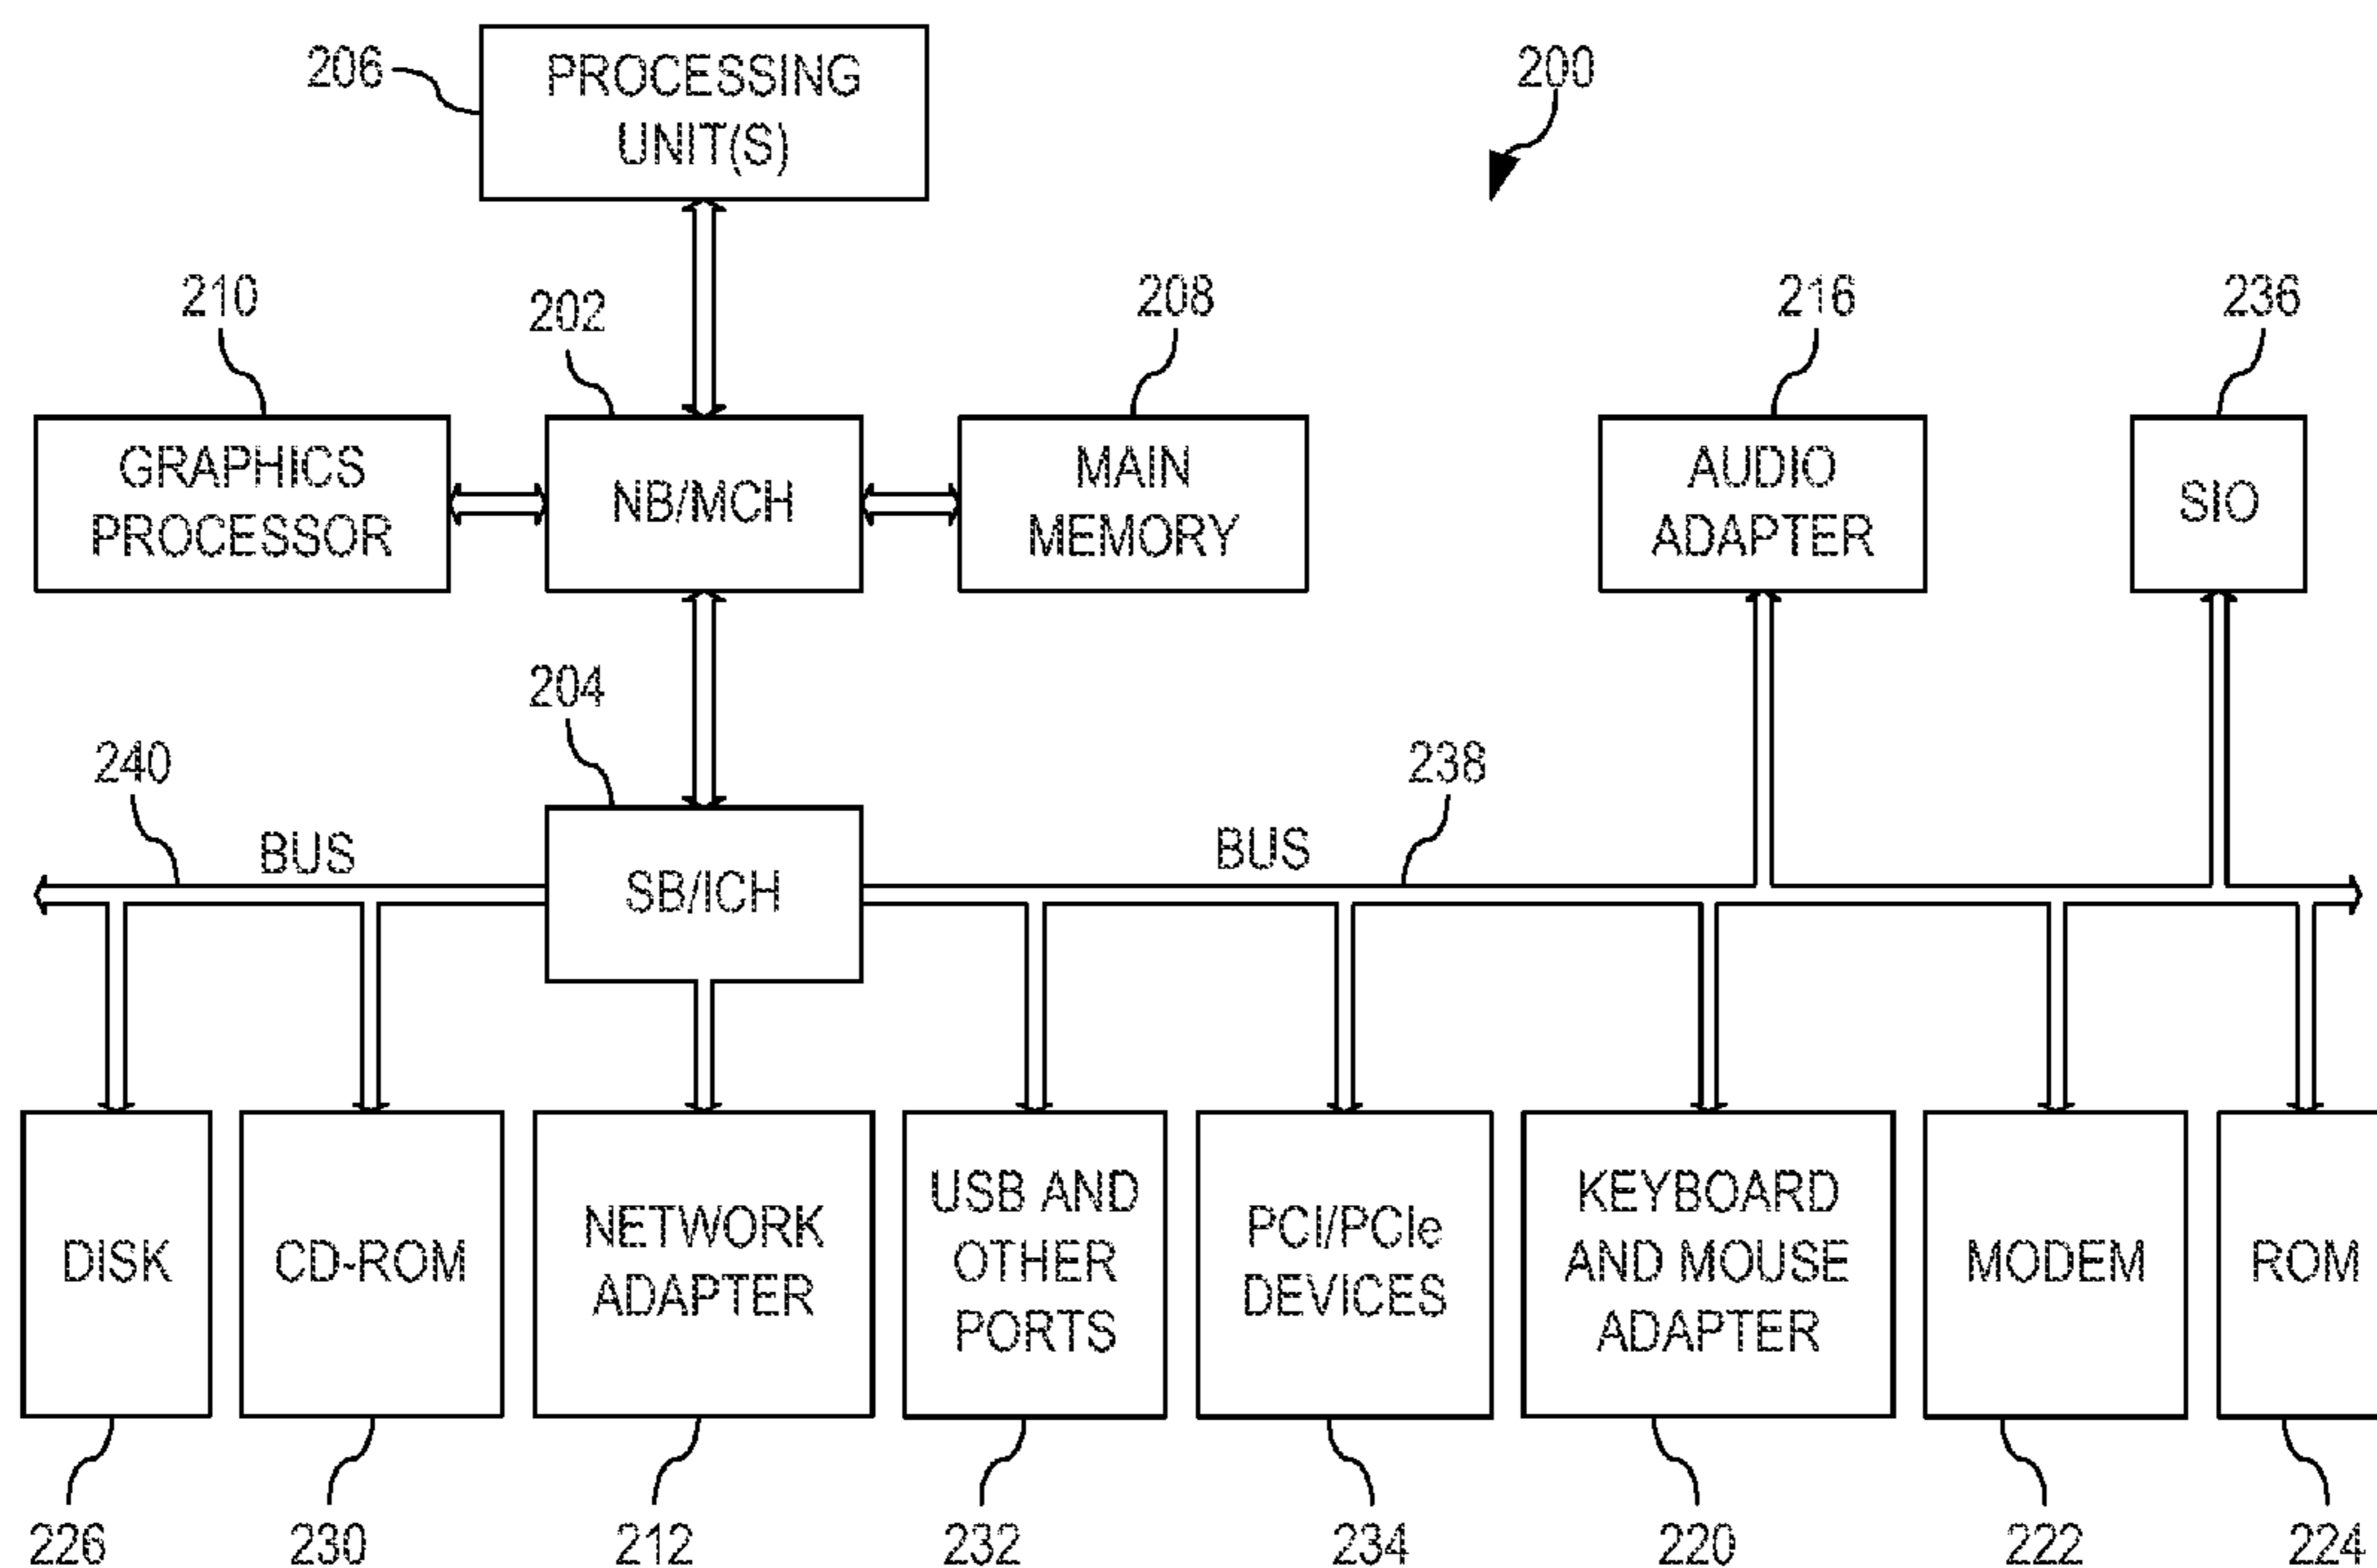 206
PROCESSING
UNIT(S)
200
210
202
208
216
236
GRAPHICS
PROCESSOR
NB/MCH
MAIN
MEMORY
AUDIO
ADAPTER
SIO
204
240
238
BUS
BUS
SB/ICH
DISK
CD-ROM
NETWORK
ADAPTER
USB AND
OTHER
PORTS
PCI/PCIe
DEVICES
KEYBOARD
AND MOUSE
ADAPTER
MODEM
ROM
226
230
212
232
234
220
222
224